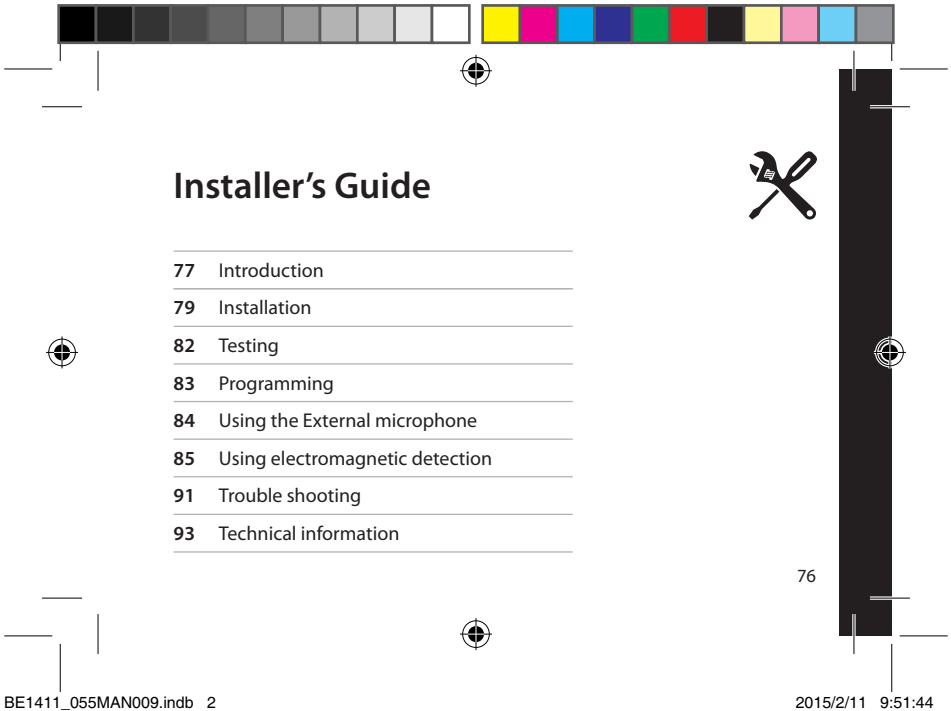 Installer’s Guide
77 Introduction
79 Installation
82 Testing
83 Programming
84 Using the External microphone
85 Using electromagnetic detection
91 Trouble shooting
93 Technical information
76
BE1411_055MAN009.indb 2 2015/2/11 9:51:44